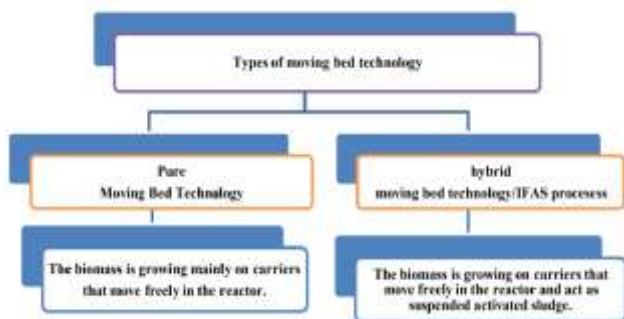 Types of moving bed technology
Pure
Moving Bed Technology
hybrid
moving bed technology/IFAS procesess
The biomass is growing mainly on carriers
that move freely in the reactor.
The biomass is growing on carriers that
move freely in the reactor and act as
suspended activated sludge.